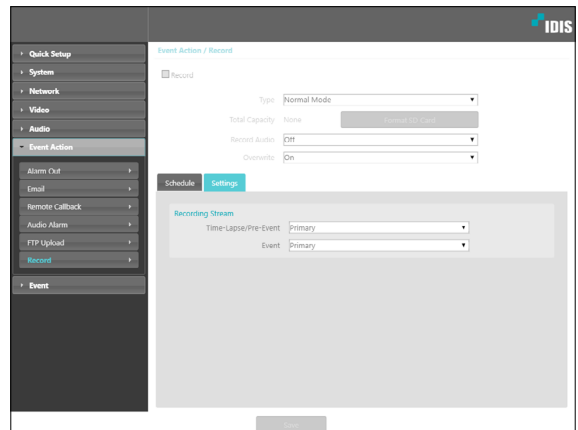 IDIS
Quick Setup
System
Network
Video
Audio
Event Action
Alarm Out
Email
Remote Callback
Audio Alarm
FTP Upload
Record
Event
Event Action / Record
Record
Type Normal Mode
Total Capacity None Format SD Card
Record Audio Off
Overwrite On
Schedule Settings
Recording Stream
Time-Lapse/Pre-Event Primary
Event Primary
Save